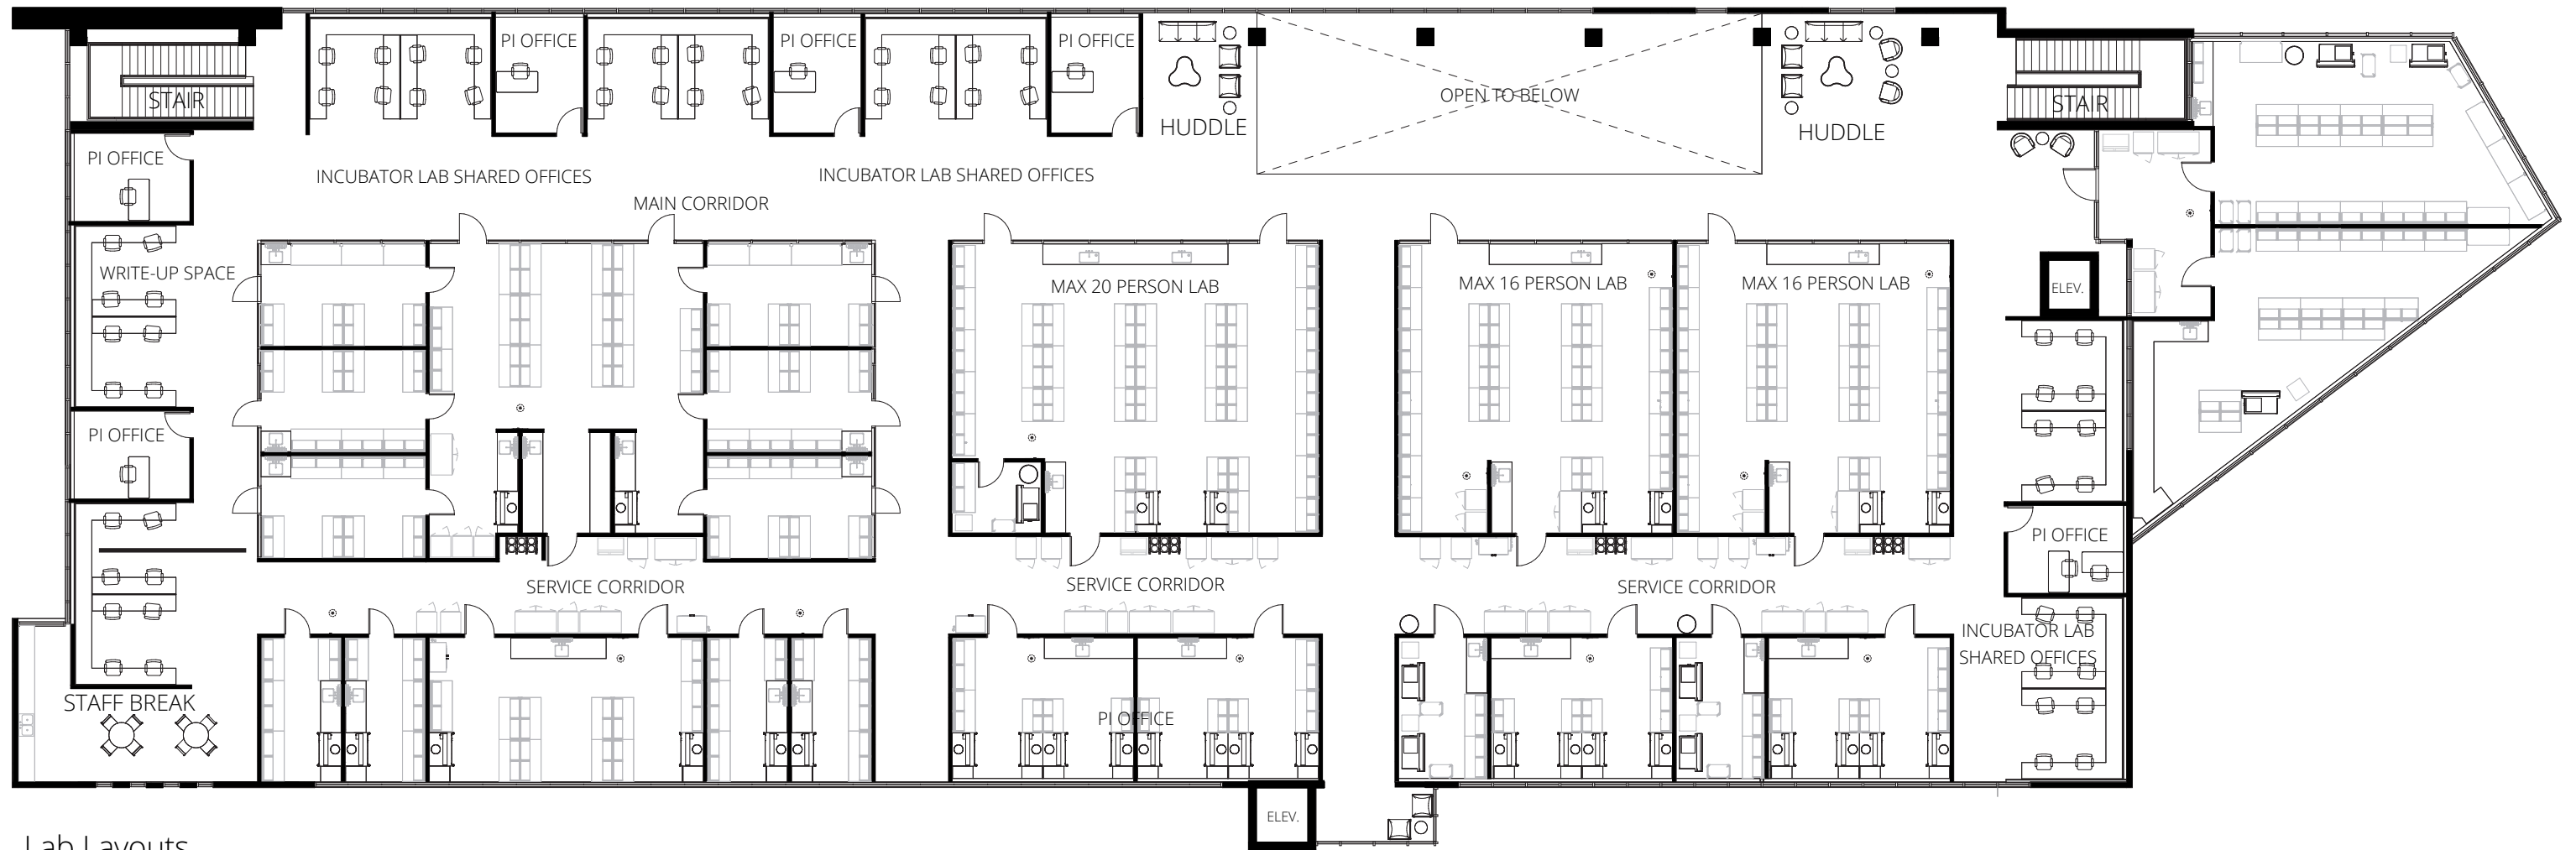 PI OFFICE
PI OFFICE
PI OFFICE
STAIR
OPEN TO BELOW
STAIR
HUDDLE
HUDDLE
PI OFFICE
INCUBATOR LAB SHARED OFFICES
INCUBATOR LAB SHARED OFFICES
MAIN CORRIDOR
WRITE-UP SPACE
MAX 20 PERSON LAB
MAX 16 PERSON LAB
MAX 16 PERSON LAB
ELEV.
PI OFFICE
PI OFFICE
SERVICE CORRIDOR
SERVICE CORRIDOR
SERVICE CORRIDOR
INCUBATOR LAB
SHARED OFFICES
STAFF BREAK
PI OFFICE
ELEV.
Lab Layouts